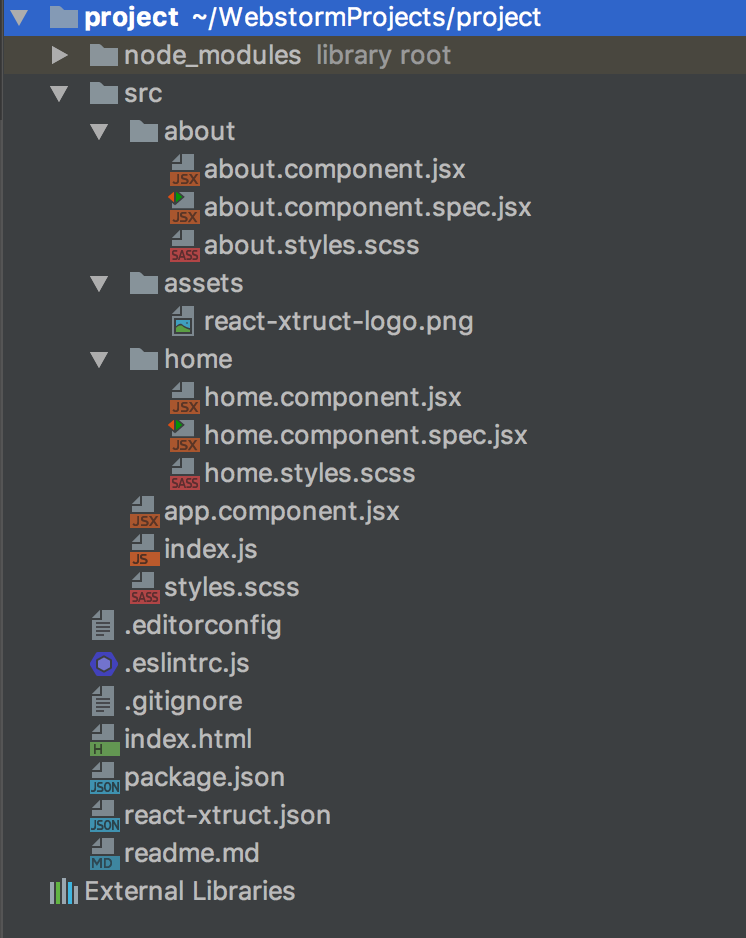 project ~/WebstormProjects/project
node_modules library root
src
about
JSX about.component.jsx
JSX about.component.spec.jsx
SASS about.styles.scss
assets
react-xtruct-logo.png
home
JSX home.component.jsx
JSX home.component.spec.jsx
SASS home.styles.scss
JSX app.component.jsx
JS index.js
SASS styles.scss
.editorconfig
.eslintrc.js
.gitignore
H index.html
JSON package.json
JSON react-xtruct.json
MD readme.md
External Libraries